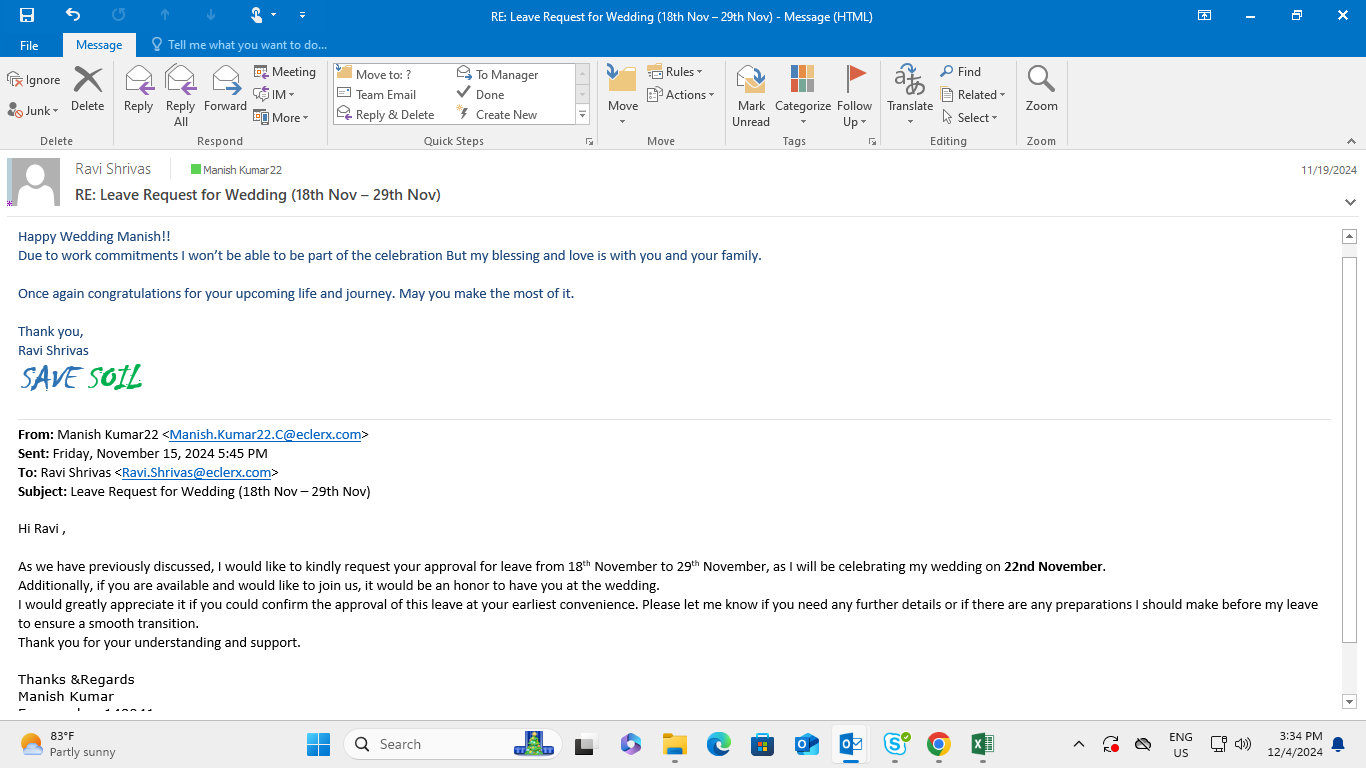 RE: Leave Request for Wedding (18th Nov – 29th Nov) - Message (HTML)
File
Message
Tell me what you want to do...
Ignore
Junk
Delete
Delete
Reply
Reply All
Forward
Meeting
IM
More
Respond
Move to: ?
To Manager
Team Email
Done
Reply & Delete
Create New
Quick Steps
Move
Rules
Actions
Move
Mark Unread
Categorize
Follow Up
Tags
Translate
Find
Related
Select
Editing
Zoom
Zoom
Ravi Shrivas
Manish Kumar22
11/19/2024
RE: Leave Request for Wedding (18th Nov – 29th Nov)
Happy Wedding Manish!!
Due to work commitments I won’t be able to be part of the celebration But my blessing and love is with you and your family.
Once again congratulations for your upcoming life and journey. May you make the most of it.
Thank you,
Ravi Shrivas
SAVE SOIL
From: Manish Kumar22 <Manish.Kumar22.C@eclerx.com>
Sent: Friday, November 15, 2024 5:45 PM
To: Ravi Shrivas <Ravi.Shrivas@eclerx.com>
Subject: Leave Request for Wedding (18th Nov – 29th Nov)
Hi Ravi ,
As we have previously discussed, I would like to kindly request your approval for leave from 18th November to 29th November, as I will be celebrating my wedding on 22nd November.
Additionally, if you are available and would like to join us, it would be an honor to have you at the wedding.
I would greatly appreciate it if you could confirm the approval of this leave at your earliest convenience. Please let me know if you need any further details or if there are any preparations I should make before my leave
to ensure a smooth transition.
Thank you for your understanding and support.
Thanks &Regards
Manish Kumar
83°F
Partly sunny
Search
ENG
US
3:34 PM
12/4/2024